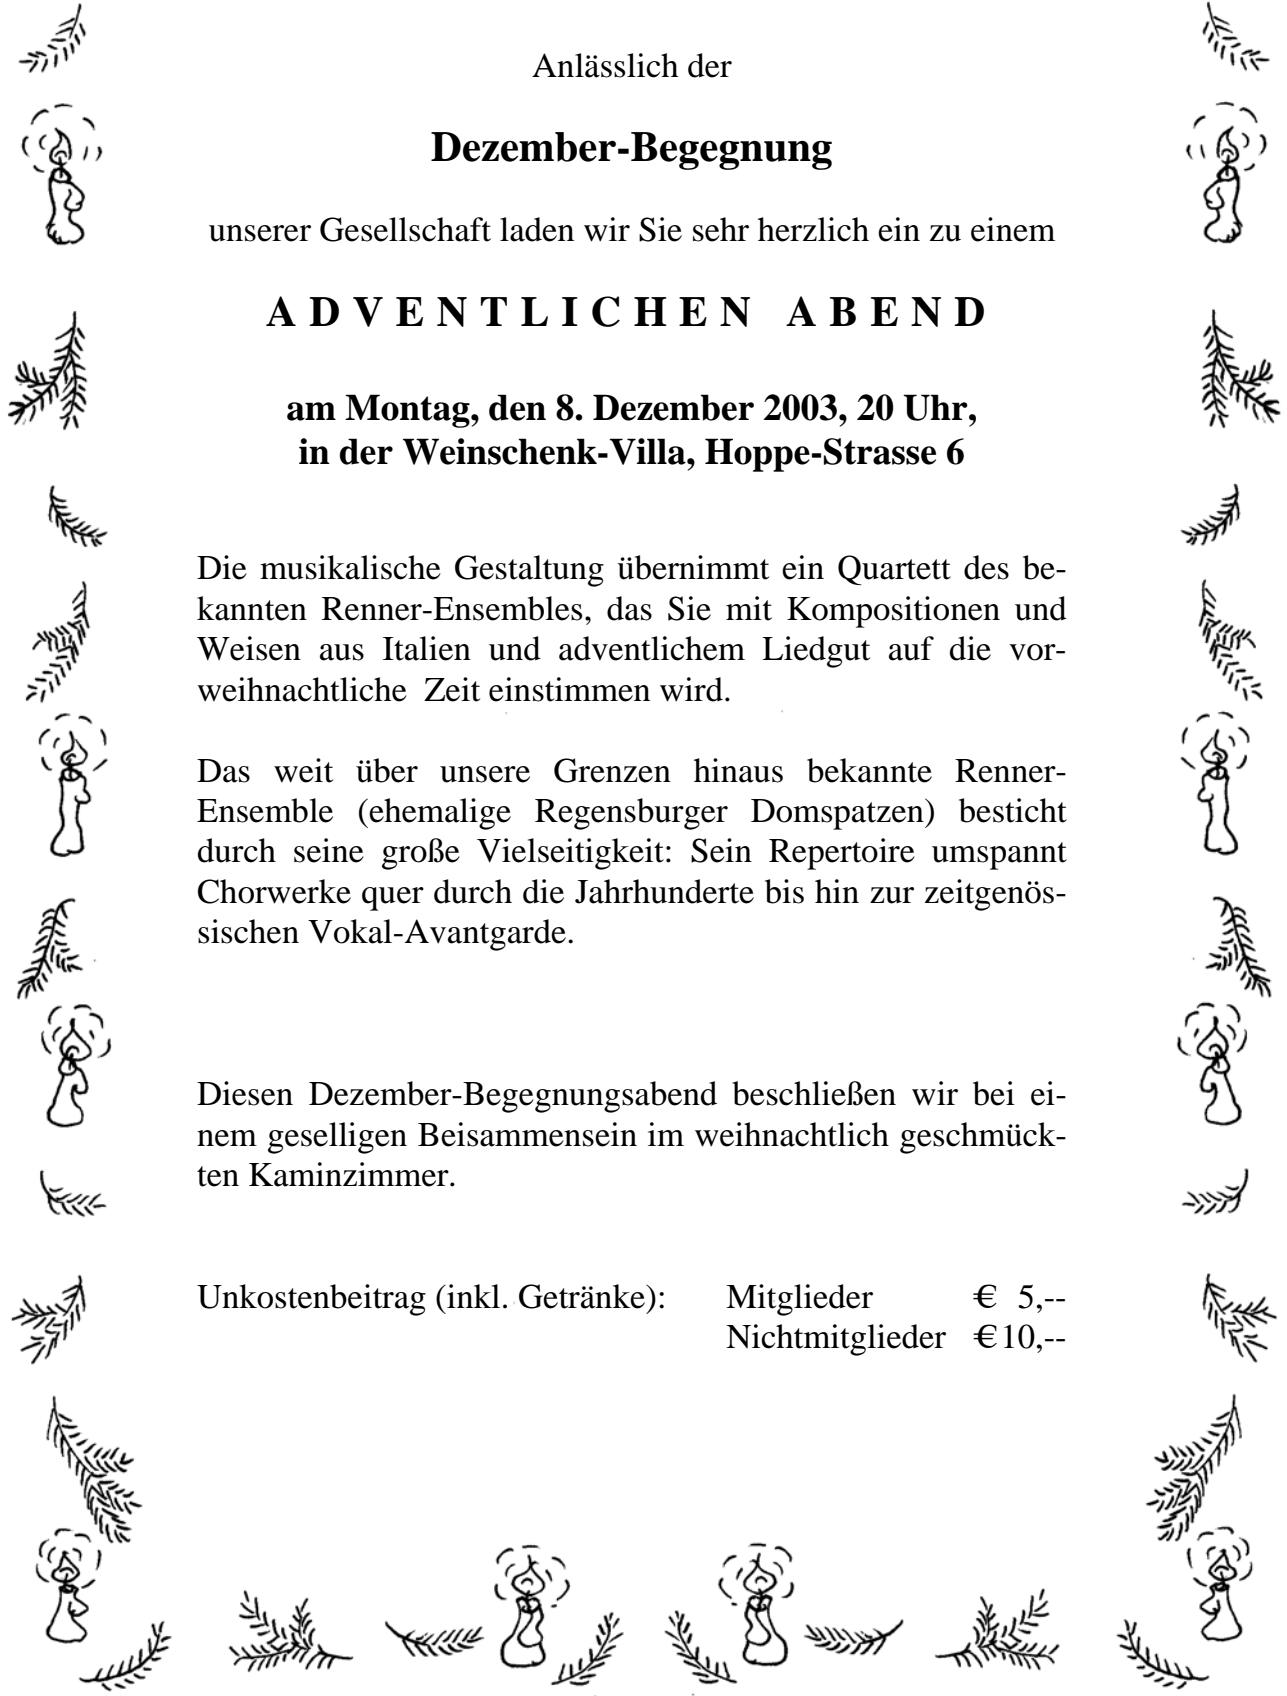 Anlässlich der
Dezember-Begegnung
unserer Gesellschaft laden wir Sie sehr herzlich ein zu einem
ADVENTLICHEN ABEND
am Montag, den 8. Dezember 2003, 20 Uhr,
in der Weinschenk-Villa, Hoppe-Strasse 6
Die musikalische Gestaltung übernimmt ein Quartett des be-
kannten Renner-Ensembles, das Sie mit Kompositionen und
Weisen aus Italien und adventlichem Liedgut auf die vor-
weihnachtliche Zeit einstimmen wird.
Das weit über unsere Grenzen hinaus bekannte Renner-
Ensemble (ehemalige Regensburger Domspatzen) besticht
durch seine große Vielseitigkeit: Sein Repertoire umspannt
Chorwerke quer durch die Jahrhunderte bis hin zur zeitgenös-
sischen Vokal-Avantgarde.
Diesen Dezember-Begegnungsabend beschließen wir bei ei-
nem geselligen Beisammensein im weihnachtlich geschmück-
ten Kaminzimmer.
Unkostenbeitrag (inkl. Getränke): Mitglieder € 5,--
Nichtmitglieder €10,--